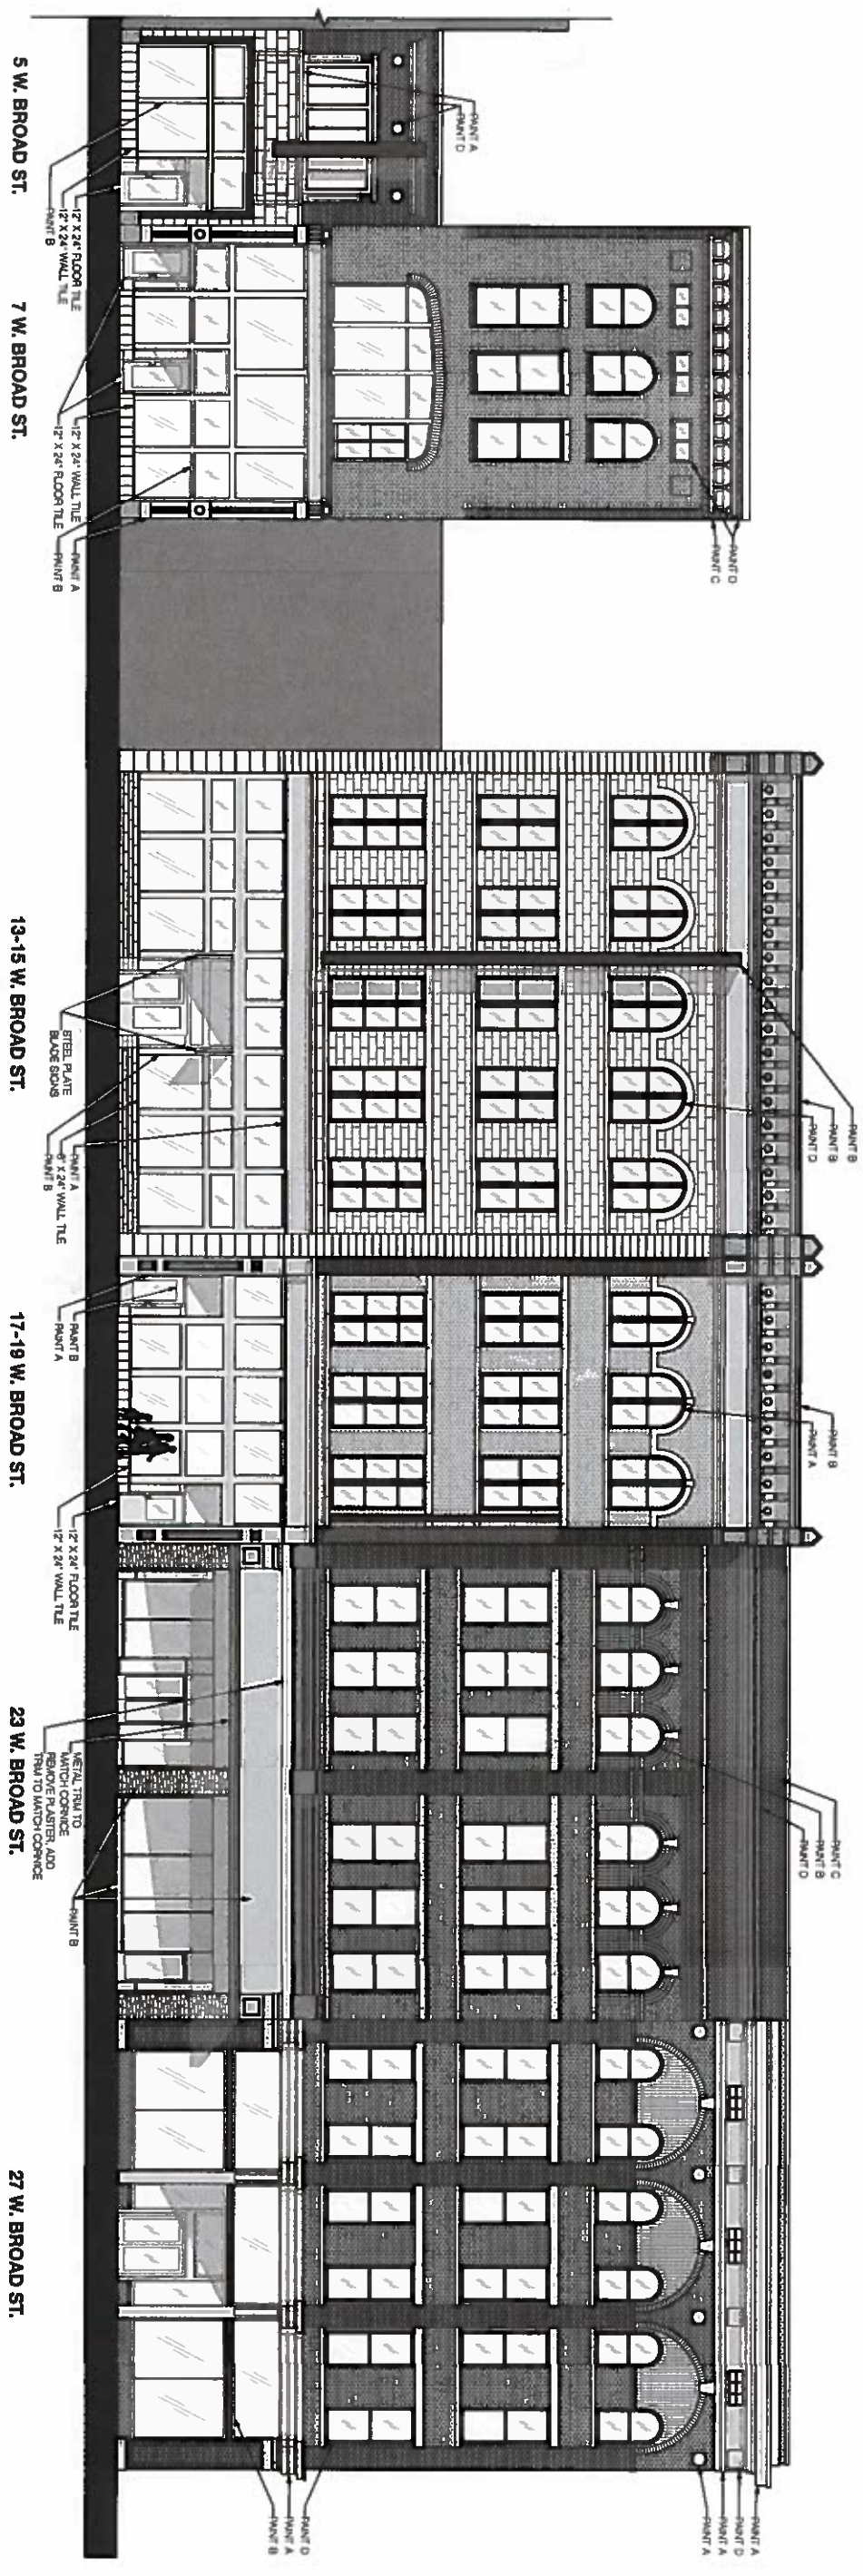 PAINT A
PAINT D
PAINT D
PAINT C
PAINT B
PAINT B
PAINT D
PAINT B
PAINT A
PAINT C
PAINT B
PAINT D
PAINT A
PAINT D
PAINT A
PAINT A
12" X 24" FLOOR TILE
12" X 24" WALL TILE
PAINT B
12" X 24" WALL TILE
12" X 24" FLOOR TILE
PAINT A
PAINT B
STEEL PLATE
BLADE SIGNS
PAINT A
6" X 24" WALL TILE
PAINT B
PAINT B
PAINT A
12" X 24" FLOOR TILE
12" X 24" WALL TILE
METAL TRIM TO
MATCH CORNICE
REMOVE PLASTER, ADD
TRIM TO MATCH CORNICE
PAINT B
PAINT D
PAINT A
PAINT B
5 W. BROAD ST.
7 W. BROAD ST.
13-15 W. BROAD ST.
17-19 W. BROAD ST.
23 W. BROAD ST.
27 W. BROAD ST.